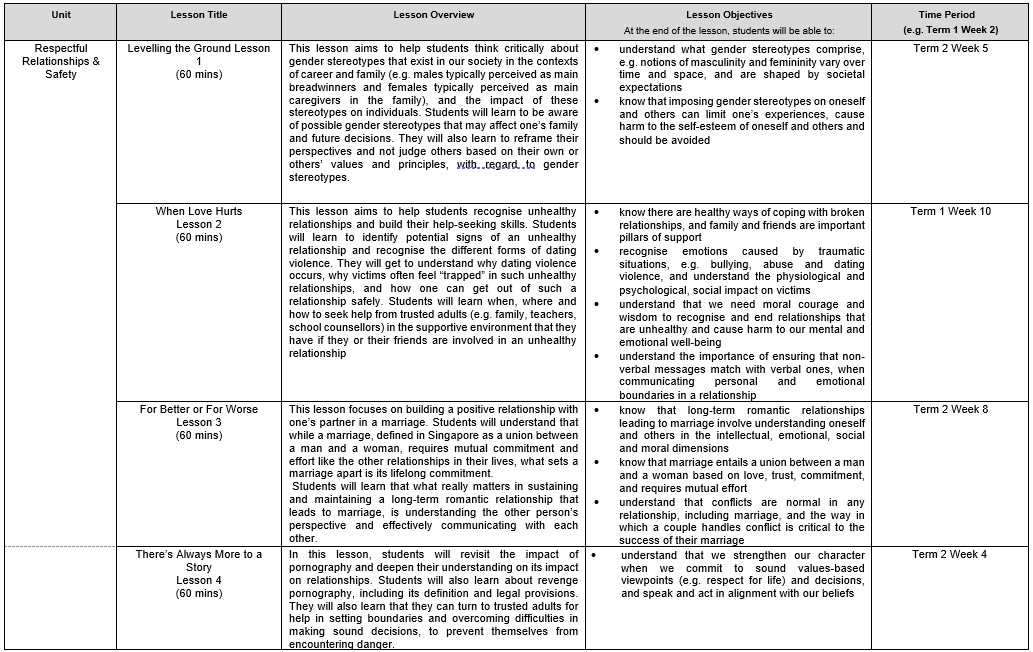 Unit
Lesson Title
Lesson Overview
Lesson Objectives
At the end of the lesson, students will be able to:
Time Period
(e.g. Term 1 Week 2)
Respectful
Relationships &
Safety
Levelling the Ground Lesson
1
(60 mins)
This lesson aims to help students think critically about
gender stereotypes that exist in our society in the contexts
of career and family (e.g. males typically perceived as main
breadwinners and females typically perceived as main
caregivers in the family), and the impact of these
stereotypes on individuals. Students will learn to be aware
of possible gender stereotypes that may affect one's family
and future decisions. They will also learn to reframe their
perspectives and not judge others based on their own or
others' values and principles, with regard to gender
stereotypes.
• understand what gender stereotypes comprise,
e.g. notions of masculinity and femininity vary over
time and space, and are shaped by societal
expectations
• know that imposing gender stereotypes on oneself
and others can limit one's experiences, cause
harm to the self-esteem of oneself and others and
should be avoided
Term 2 Week 5
When Love Hurts
Lesson 2
(60 mins)
This lesson aims to help students recognise unhealthy
relationships and build their help-seeking skills. Students
will learn to identify potential signs of an unhealthy
relationship and recognise the different forms of dating
violence. They will get to understand why dating violence
occurs, why victims often feel "trapped" in such unhealthy
relationships, and how one can get out of such a
relationship safely. Students will learn when, where and
how to seek help from trusted adults (e.g. family, teachers,
school counsellors) in the supportive environment that they
have if they or their friends are involved in an unhealthy
relationship
• know there are healthy ways of coping with broken
relationships, and family and friends are important
pillars of support
• recognise emotions caused by traumatic
situations, e.g. bullying, abuse and dating
violence, and understand the physiological and
psychological, social impact on victims
• understand that we need moral courage and
wisdom to recognise and end relationships that
are unhealthy and cause harm to our mental and
emotional well-being
• understand the importance of ensuring that non-
verbal messages match with verbal ones, when
communicating personal and emotional
boundaries in a relationship
Term 1 Week 10
For Better or For Worse
Lesson 3
(60 mins)
This lesson focuses on building a positive relationship with
one's partner in a marriage. Students will understand that
while a marriage, defined in Singapore as a union between
a man and a woman, requires mutual commitment and
effort like the other relationships in their lives, what sets a
marriage apart is its lifelong commitment.
Students will learn that what really matters in sustaining
and maintaining a long-term romantic relationship that
leads to marriage, is understanding the other person's
perspective and effectively communicating with each
other.
• know that long-term romantic relationships
leading to marriage involve understanding oneself
and others in the intellectual, emotional, social
and moral dimensions
• know that marriage entails a union between a man
and a woman based on love, trust, commitment,
and requires mutual effort
• understand that conflicts are normal in any
relationship, including marriage, and the way in
which a couple handles conflict is critical to the
success of their marriage
Term 2 Week 8
There's Always More to a
Story
Lesson 4
(60 mins)
In this lesson, students will revisit the impact of
pornography and deepen their understanding on its impact
on relationships. Students will also learn about revenge
pornography, including its definition and legal provisions.
They will also learn that they can turn to trusted adults for
help in setting boundaries and overcoming difficulties in
making sound decisions, to prevent themselves from
encountering danger.
• understand that we strengthen our character
when we commit to sound values-based
viewpoints (e.g. respect for life) and decisions,
and speak and act in alignment with our beliefs
Term 2 Week 4